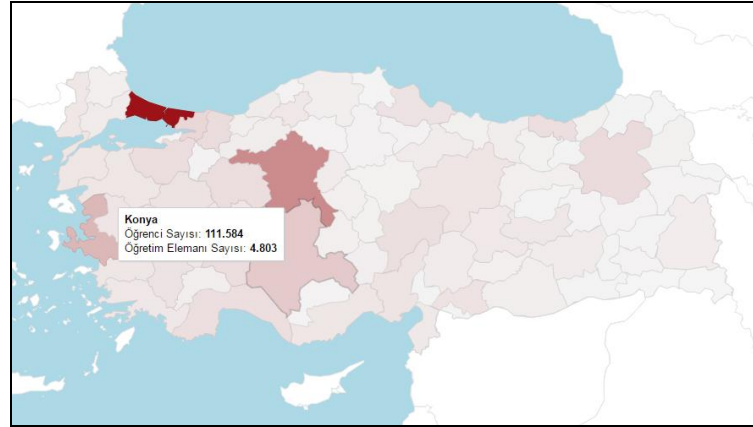 Konya
Öğrenci Sayısı: 111.584
Öğretim Elemanı Sayısı: 4.803